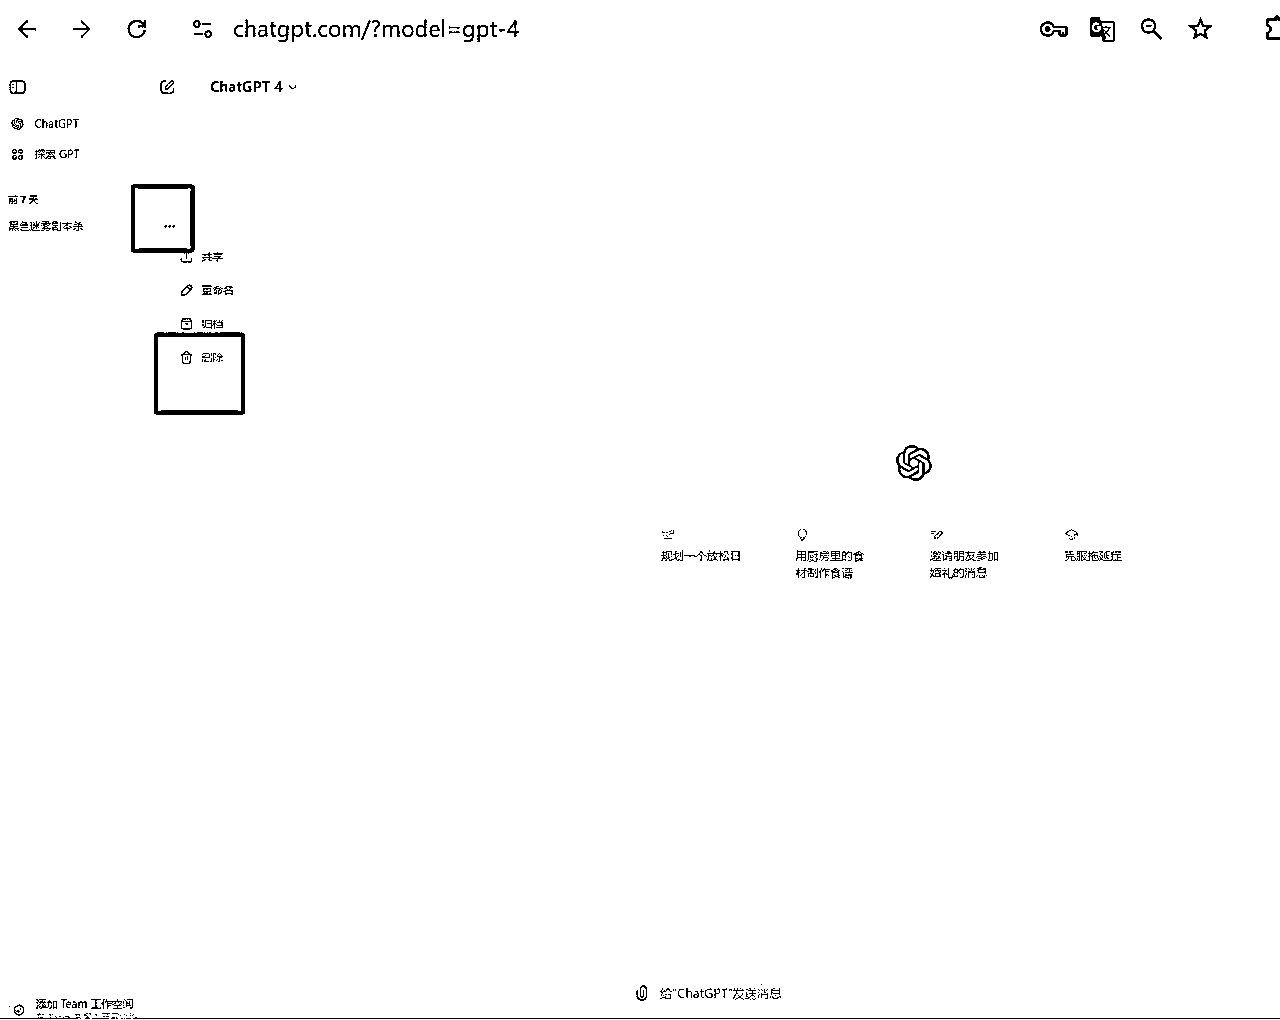 chatgpt.com/?model=gpt-4
ChatGPT 4
ChatGPT
探索 GPT
前 7 天
黑色迷雾剧本杀
共享
重命名
归档
删除
规划一个放松日
用厨房里的食
材制作食谱
邀请朋友参加
婚礼的消息
克服拖延症
给"ChatGPT"发送消息
添加 Team 工作空间